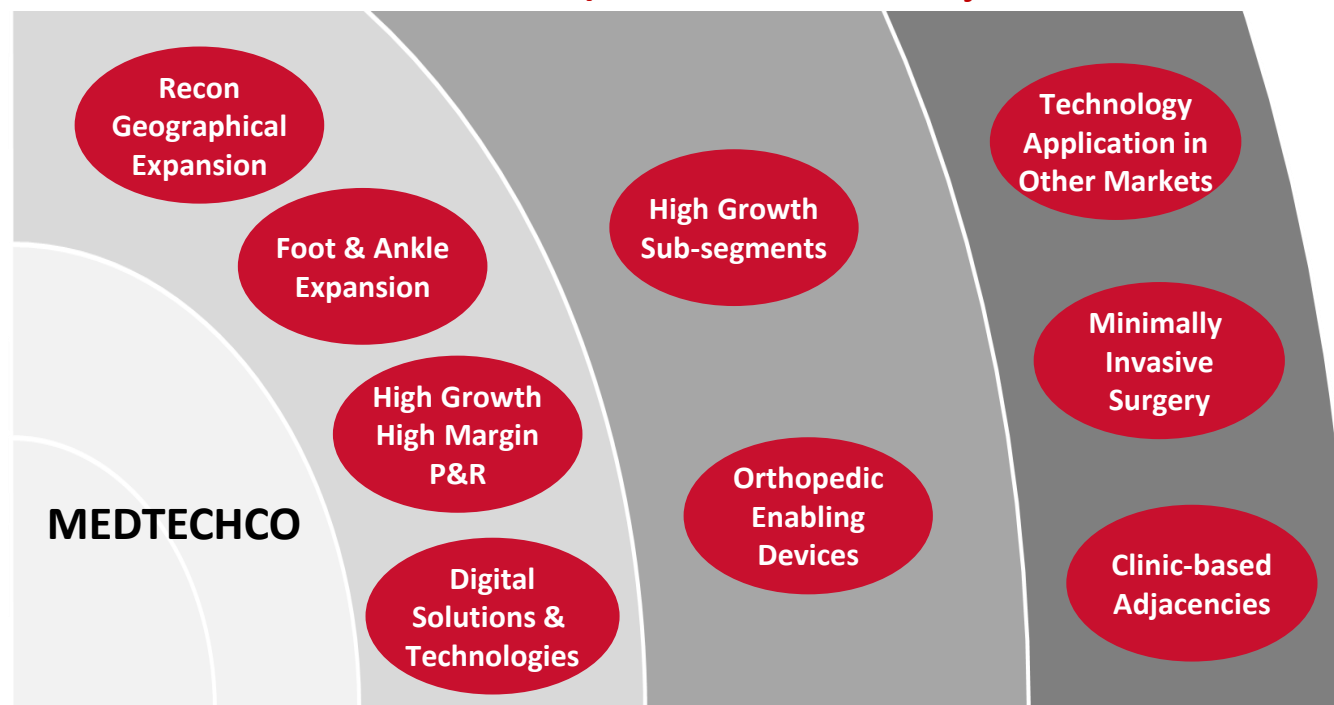 Recon
Geographical
Expansion
Foot & Ankle
Expansion
High Growth
High Margin
P&R
Digital
Solutions &
Technologies
MEDTECHCO
High Growth
Sub-segments
Orthopedic
Enabling
Devices
Technology
Application in
Other Markets
Minimally
Invasive
Surgery
Clinic-based
Adjacencies